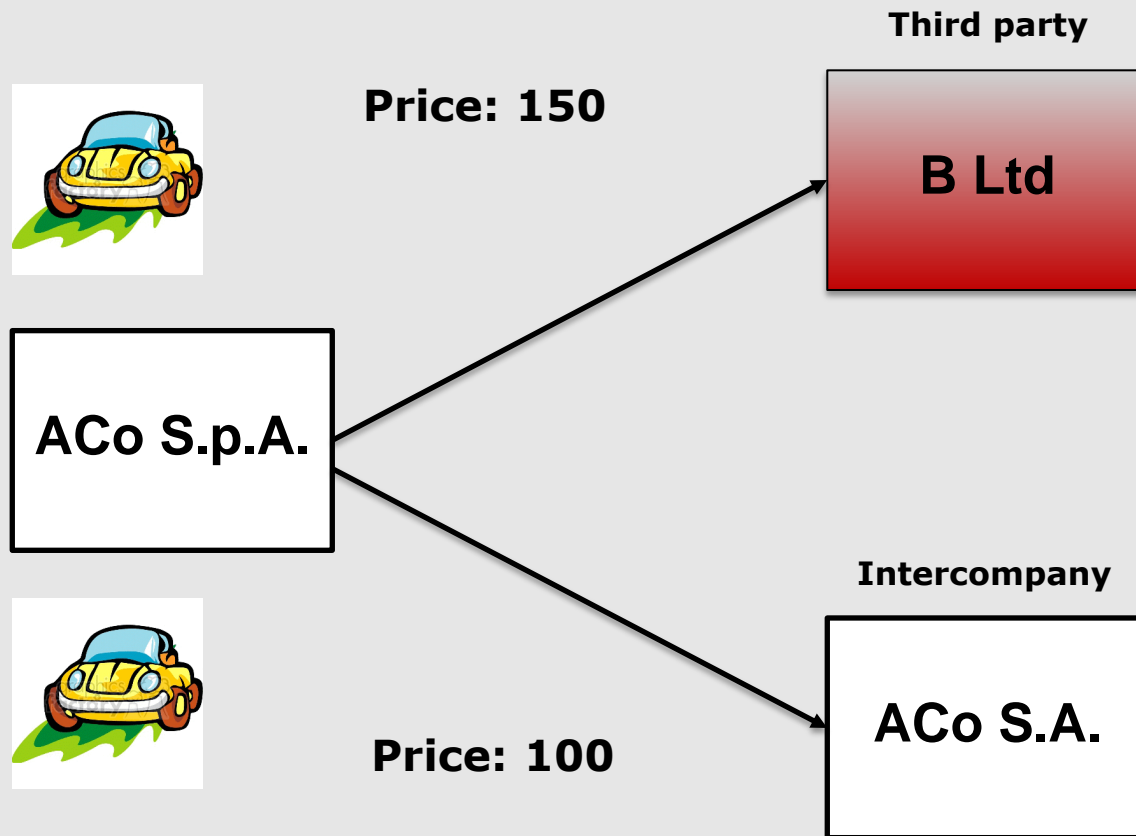 Third party
Price: 150
B Ltd
ACo S.p.A.
Intercompany
ACo S.A.
Price: 100